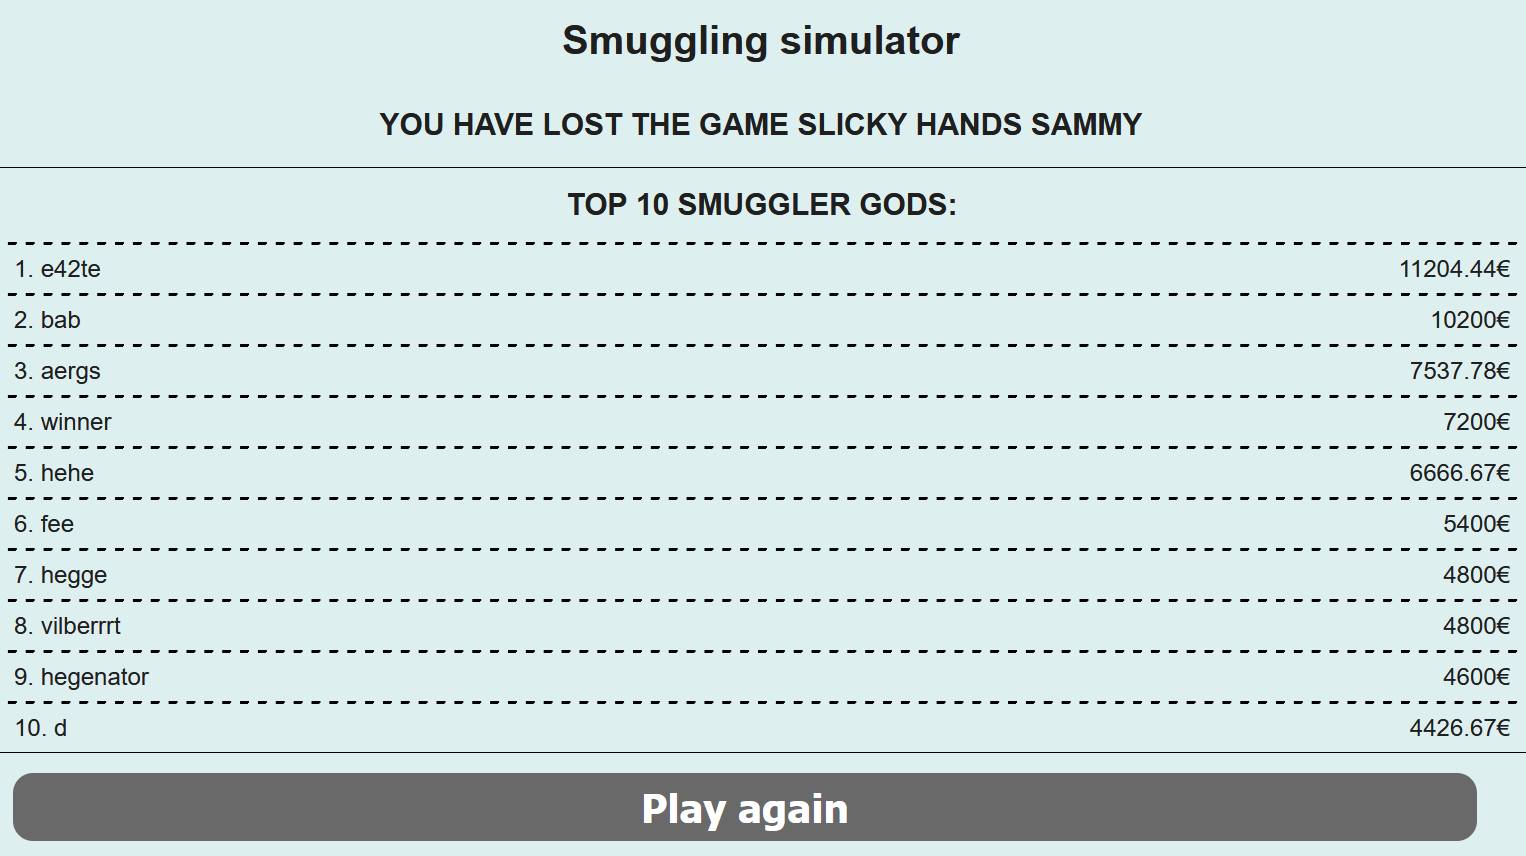 Smuggling simulator
YOU HAVE LOST THE GAME SLICKY HANDS SAMMY
TOP 10 SMUGGLER GODS:
1. e42te 11204.44€
2. bab 10200€
3. aergs 7537.78€
4. winner 7200€
5. hehe 6666.67€
6. fee 5400€
7. hegge 4800€
8. vilberrrt 4800€
9. hegenator 4600€
10. d 4426.67€
Play again